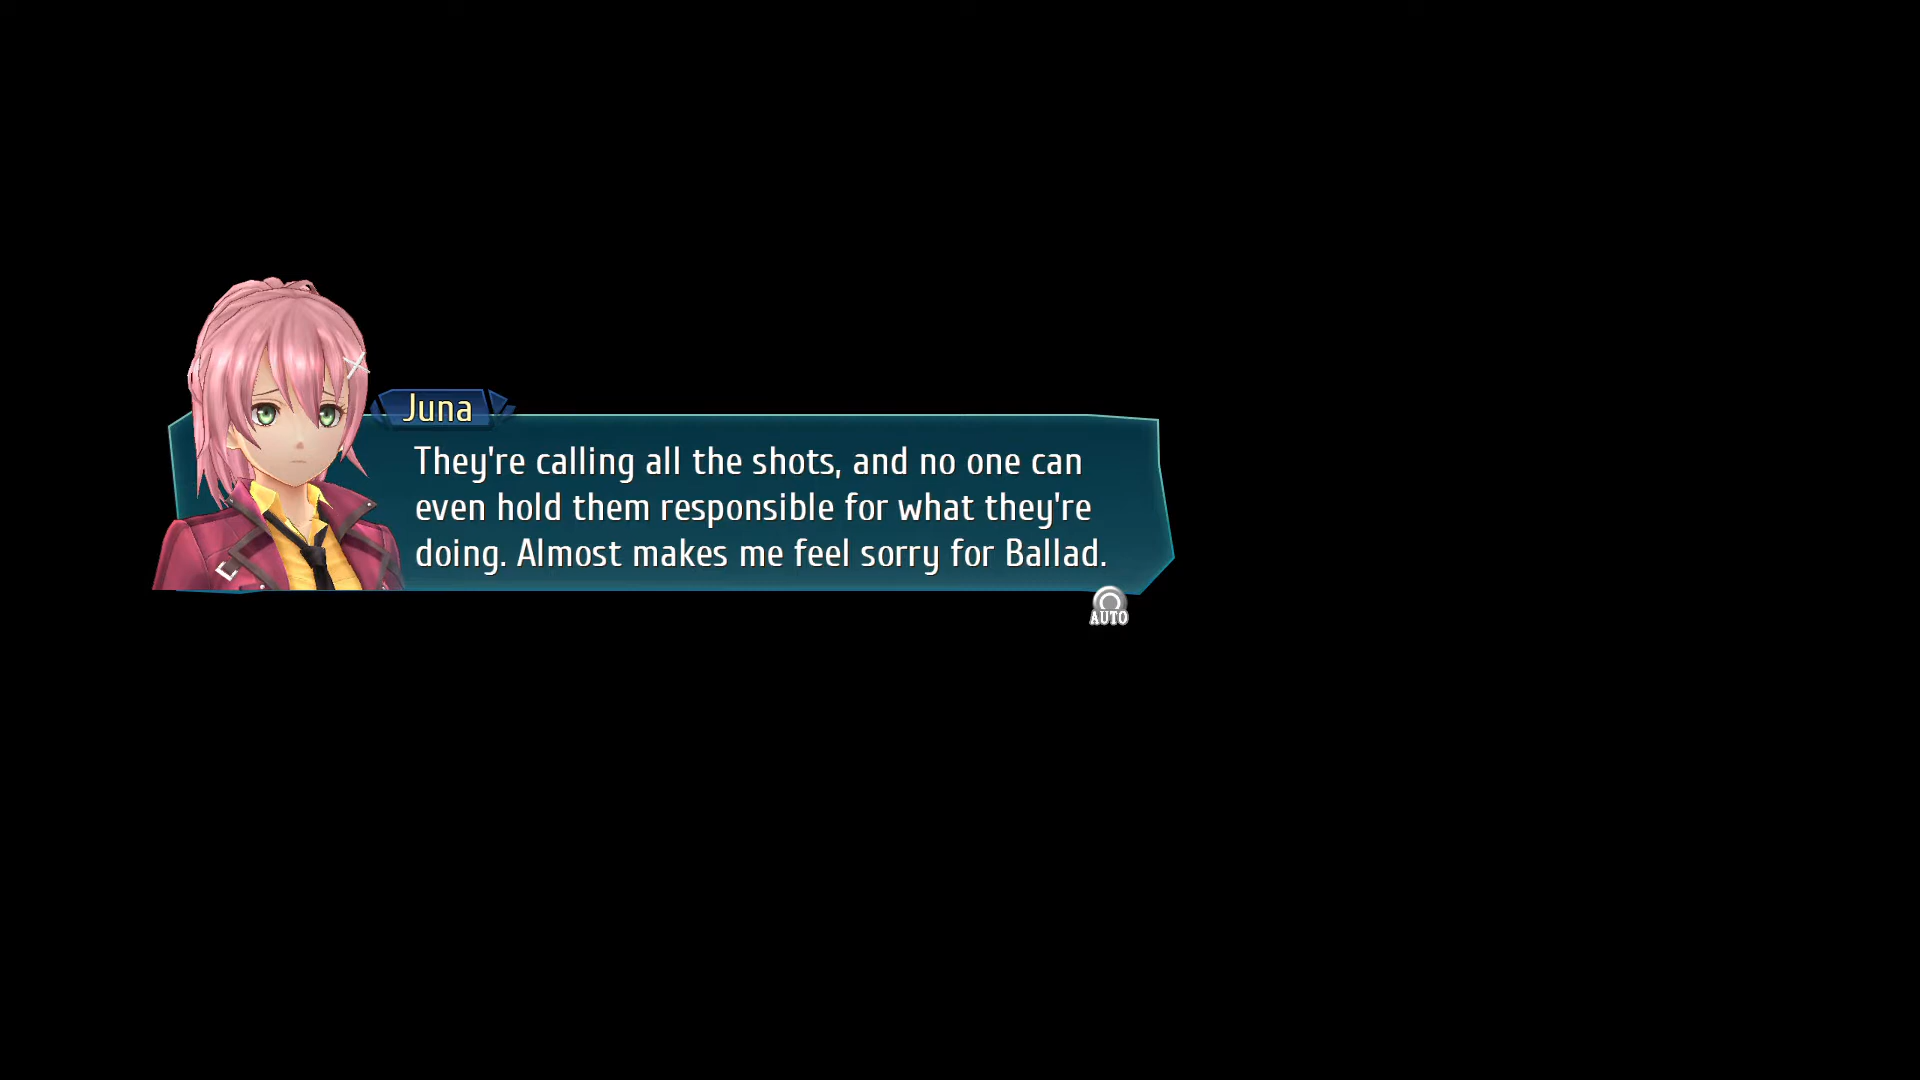 Juna
They're calling all the shots, and no one can
even hold them responsible for what they're
doing. Almost makes me feel sorry for Ballad.
AUTO